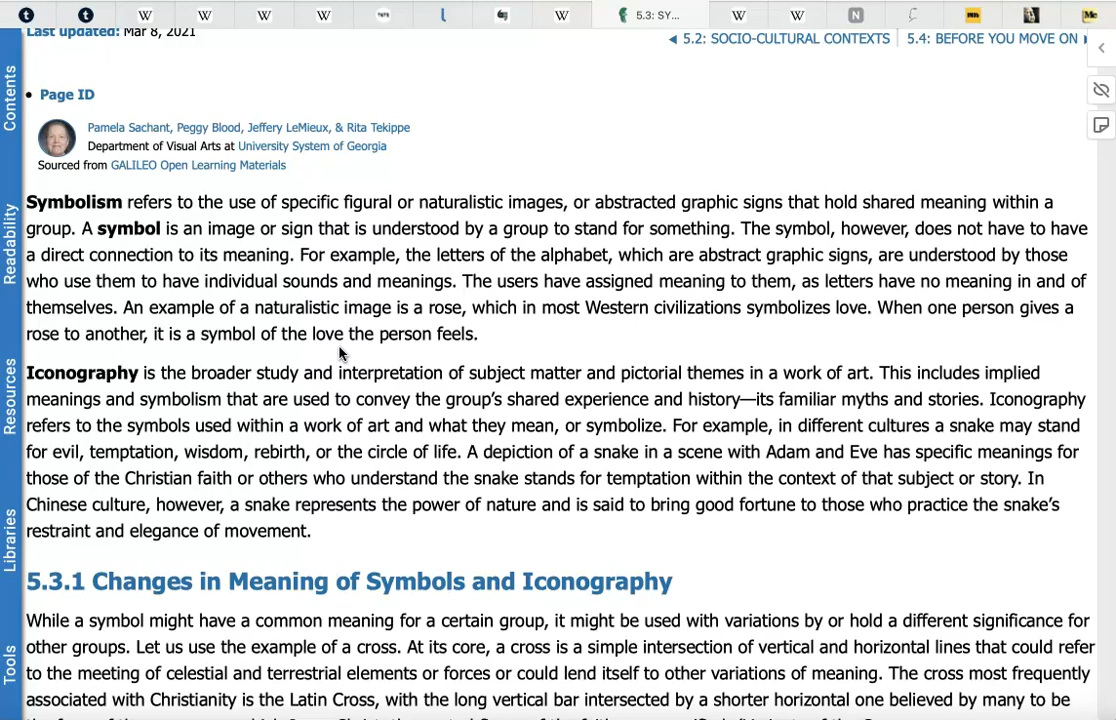 5.3: SY...
Last updated: Mar 8, 2021
◄ 5.2: SOCIO-CULTURAL CONTEXTS | 5.4: BEFORE YOU MOVE ON
Contents
Readability
Resources
Libraries
Tools
• Page ID
Pamela Sachant, Peggy Blood, Jeffery LeMieux, & Rita Tekippe
Department of Visual Arts at University System of Georgia
Sourced from GALILEO Open Learning Materials
Symbolism refers to the use of specific figural or naturalistic images, or abstracted graphic signs that hold shared meaning within a
group. A symbol is an image or sign that is understood by a group to stand for something. The symbol, however, does not have to have
a direct connection to its meaning. For example, the letters of the alphabet, which are abstract graphic signs, are understood by those
who use them to have individual sounds and meanings. The users have assigned meaning to them, as letters have no meaning in and of
themselves. An example of a naturalistic image is a rose, which in most Western civilizations symbolizes love. When one person gives a
rose to another, it is a symbol of the love the person feels.
Iconography is the broader study and interpretation of subject matter and pictorial themes in a work of art. This includes implied
meanings and symbolism that are used to convey the group's shared experience and history—its familiar myths and stories. Iconography
refers to the symbols used within a work of art and what they mean, or symbolize. For example, in different cultures a snake may stand
for evil, temptation, wisdom, rebirth, or the circle of life. A depiction of a snake in a scene with Adam and Eve has specific meanings for
those of the Christian faith or others who understand the snake stands for temptation within the context of that subject or story. In
Chinese culture, however, a snake represents the power of nature and is said to bring good fortune to those who practice the snake's
restraint and elegance of movement.
5.3.1 Changes in Meaning of Symbols and Iconography
While a symbol might have a common meaning for a certain group, it might be used with variations by or hold a different significance for
other groups. Let us use the example of a cross. At its core, a cross is a simple intersection of vertical and horizontal lines that could refer
to the meeting of celestial and terrestrial elements or forces or could lend itself to other variations of meaning. The cross most frequently
associated with Christianity is the Latin Cross, with the long vertical bar intersected by a shorter horizontal one believed by many to be